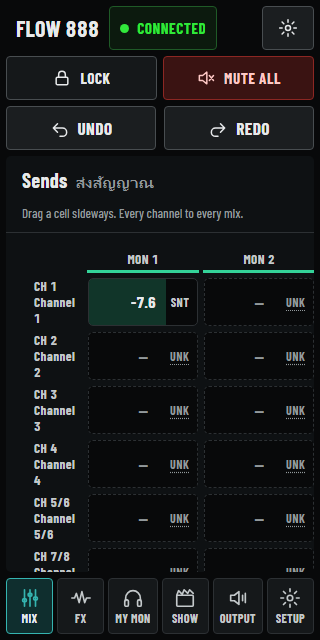 FLOW 888
CONNECTED
LOCK
MUTE ALL
UNDO
REDO
Sends ส่งสัญญาณ
Drag a cell sideways. Every channel to every mix.
MON 1
MON 2
CH 1
Channel
1
-7.6 SNT
– UNK
CH 2
Channel
2
– UNK
– UNK
CH 3
Channel
3
– UNK
– UNK
CH 4
Channel
4
– UNK
– UNK
CH 5/6
Channel
5/6
– UNK
– UNK
CH 7/8
Channel
– UNK
– UNK
MIX
FX
MY MON
SHOW
OUTPUT
SETUP